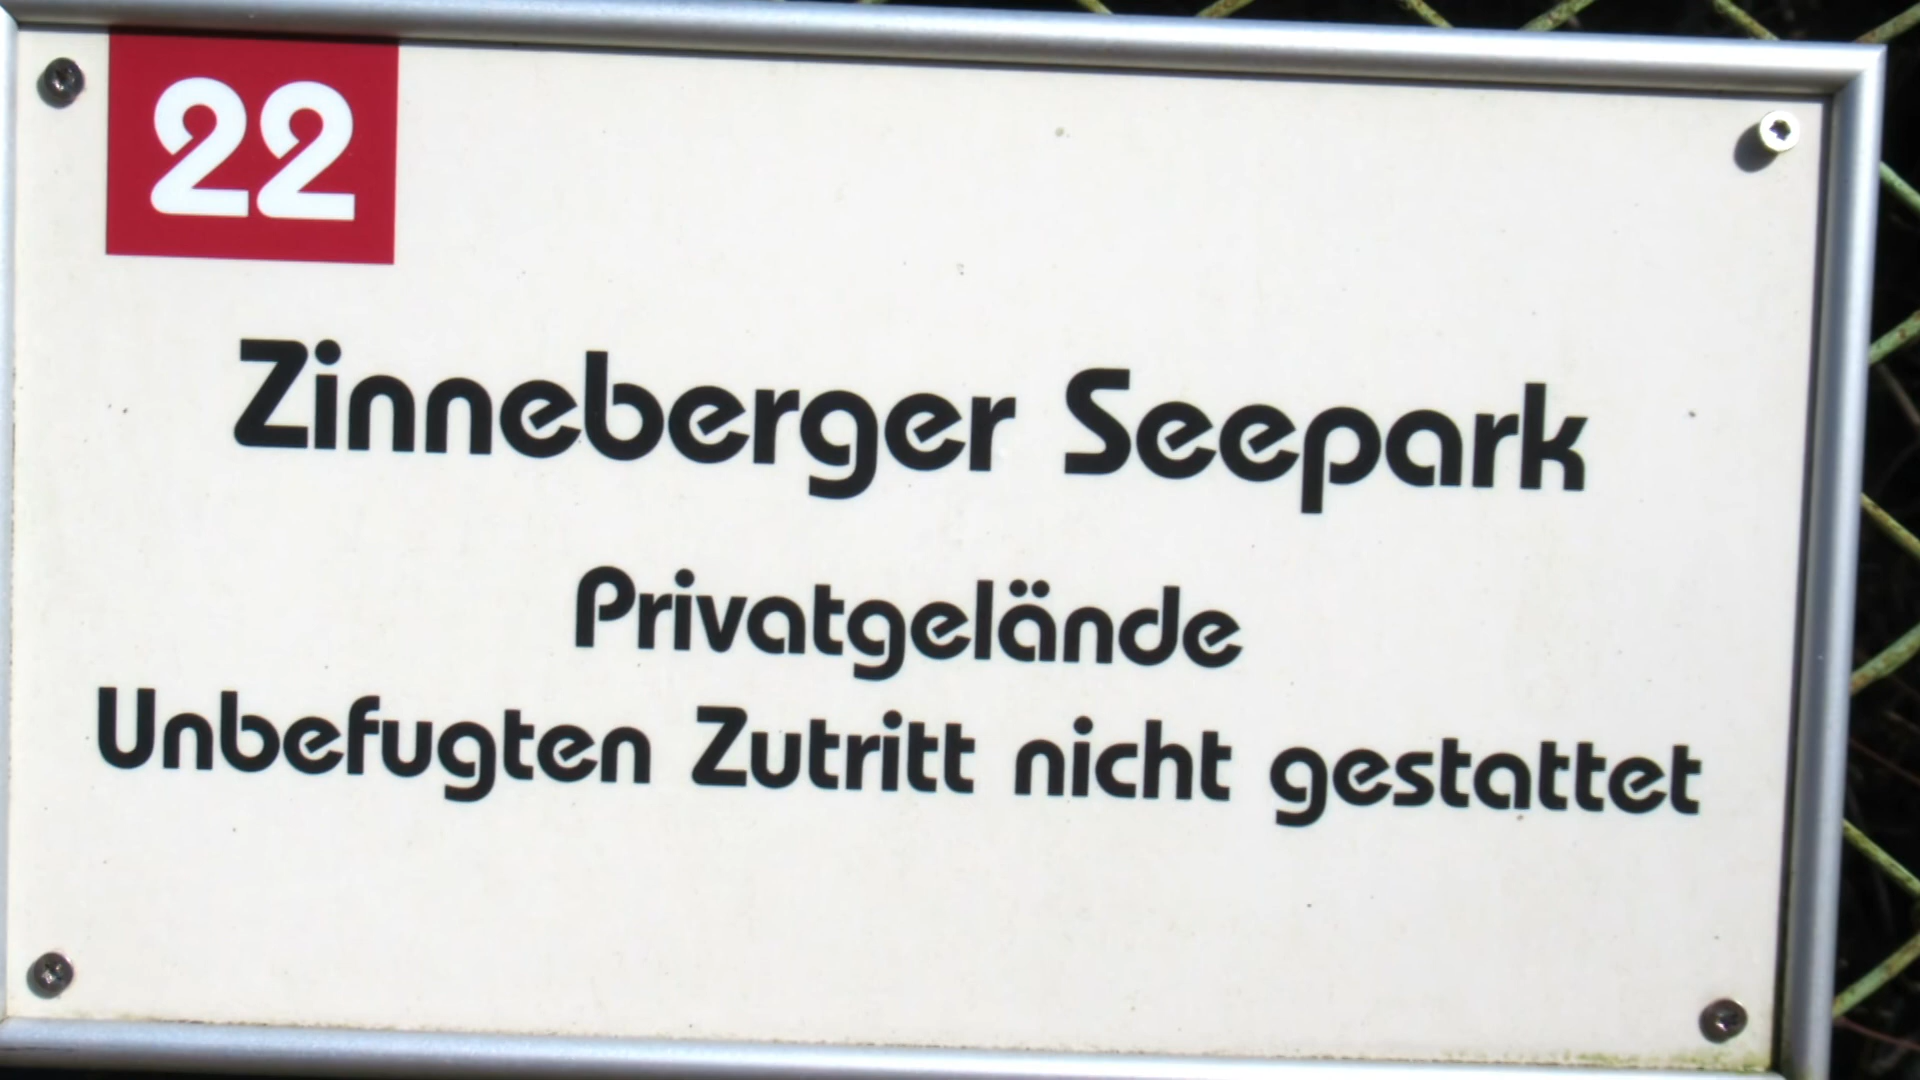 22
Zinneberger Seepark
Privatgelände
Unbefugten Zutritt nicht gestattet